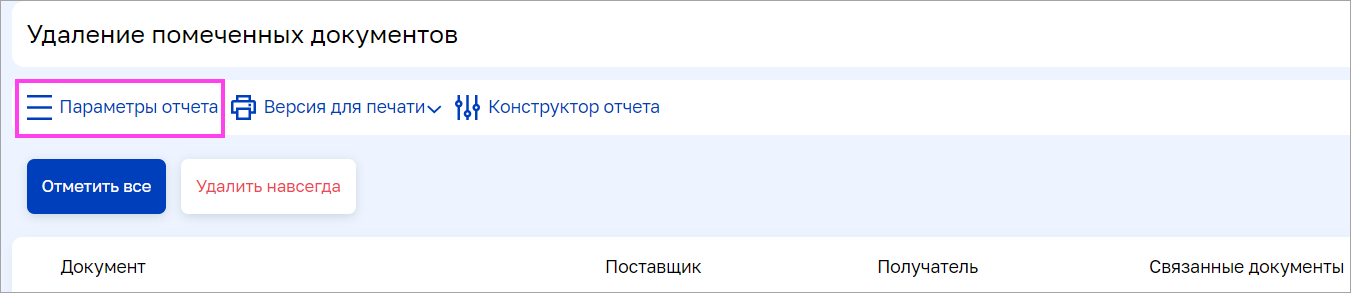 Удаление помеченных документов
Параметры отчета Версия для печати Конструктор отчета
Отметить все Удалить навсегда
Документ Поставщик Получатель Связанные документы